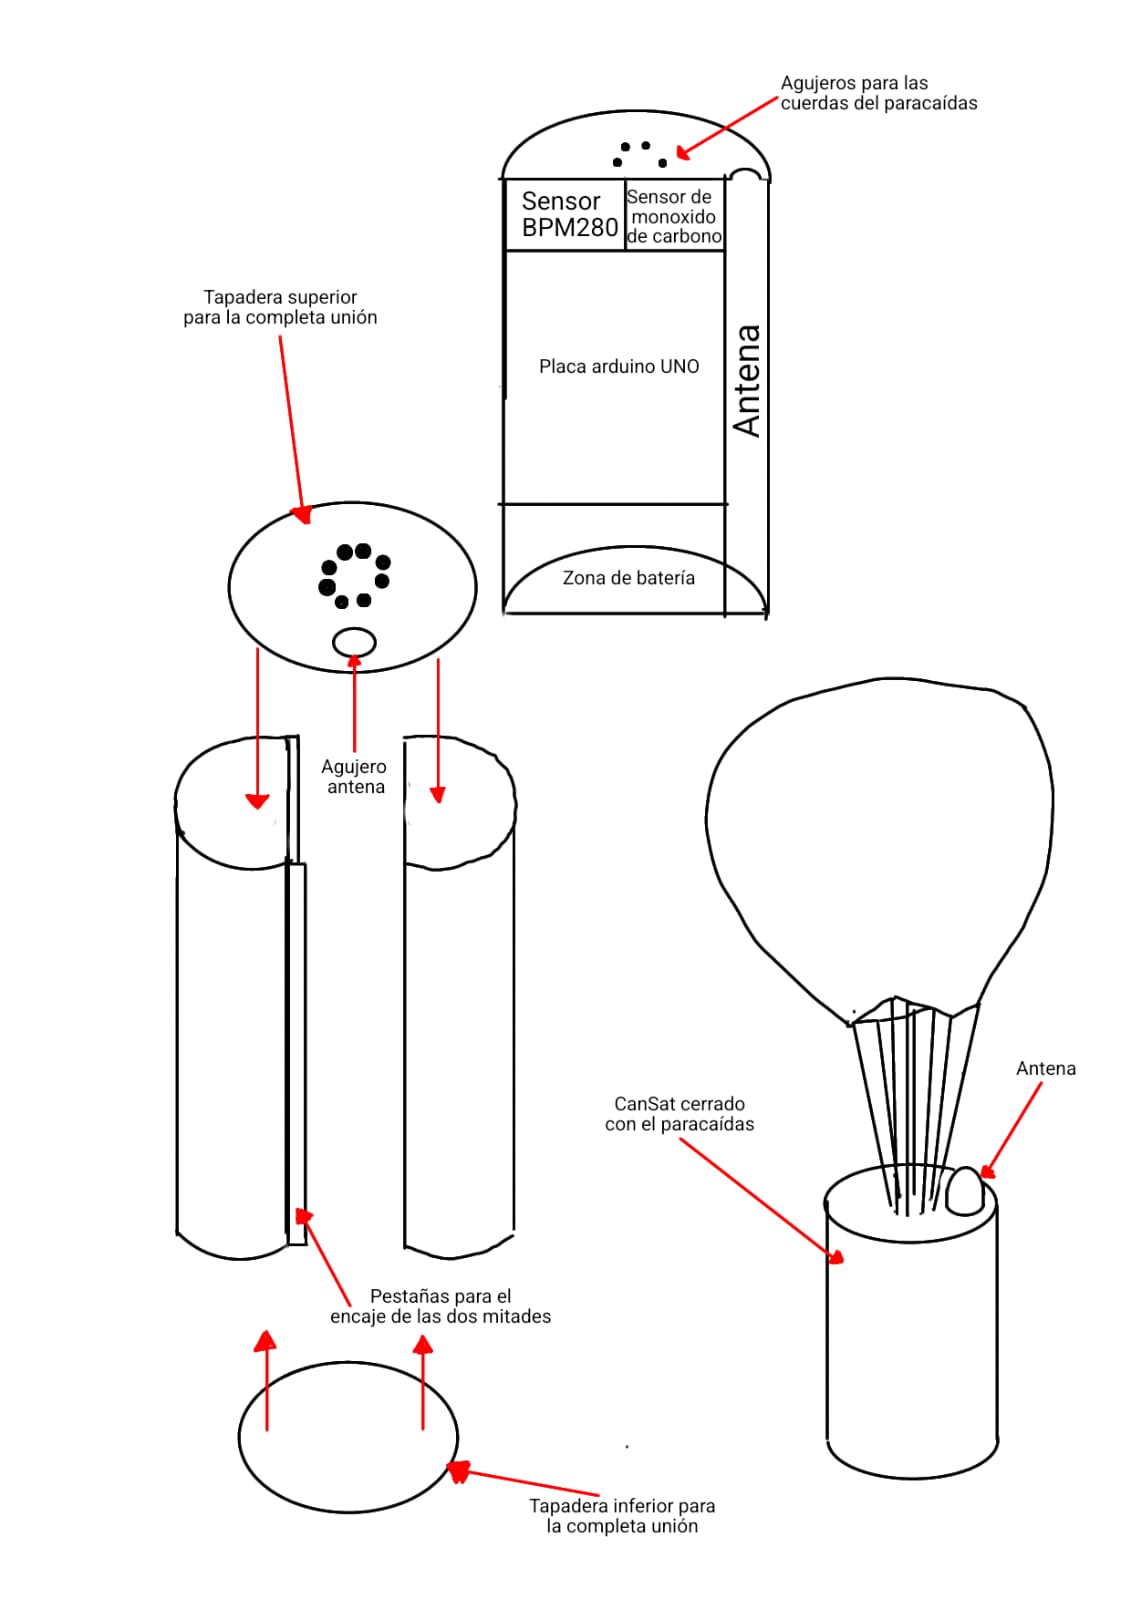 Agujeros para las
cuerdas del paracaídas
Sensor
BPM280
Sensor de
monoxido
de carbono
Tapadera superior
para la completa unión
Placa arduino UNO
Antena
Zona de batería
Agujero
antena
Antena
CanSat cerrado
con el paracaídas
Pestañas para el
encaje de las dos mitades
Tapadera inferior para
la completa unión